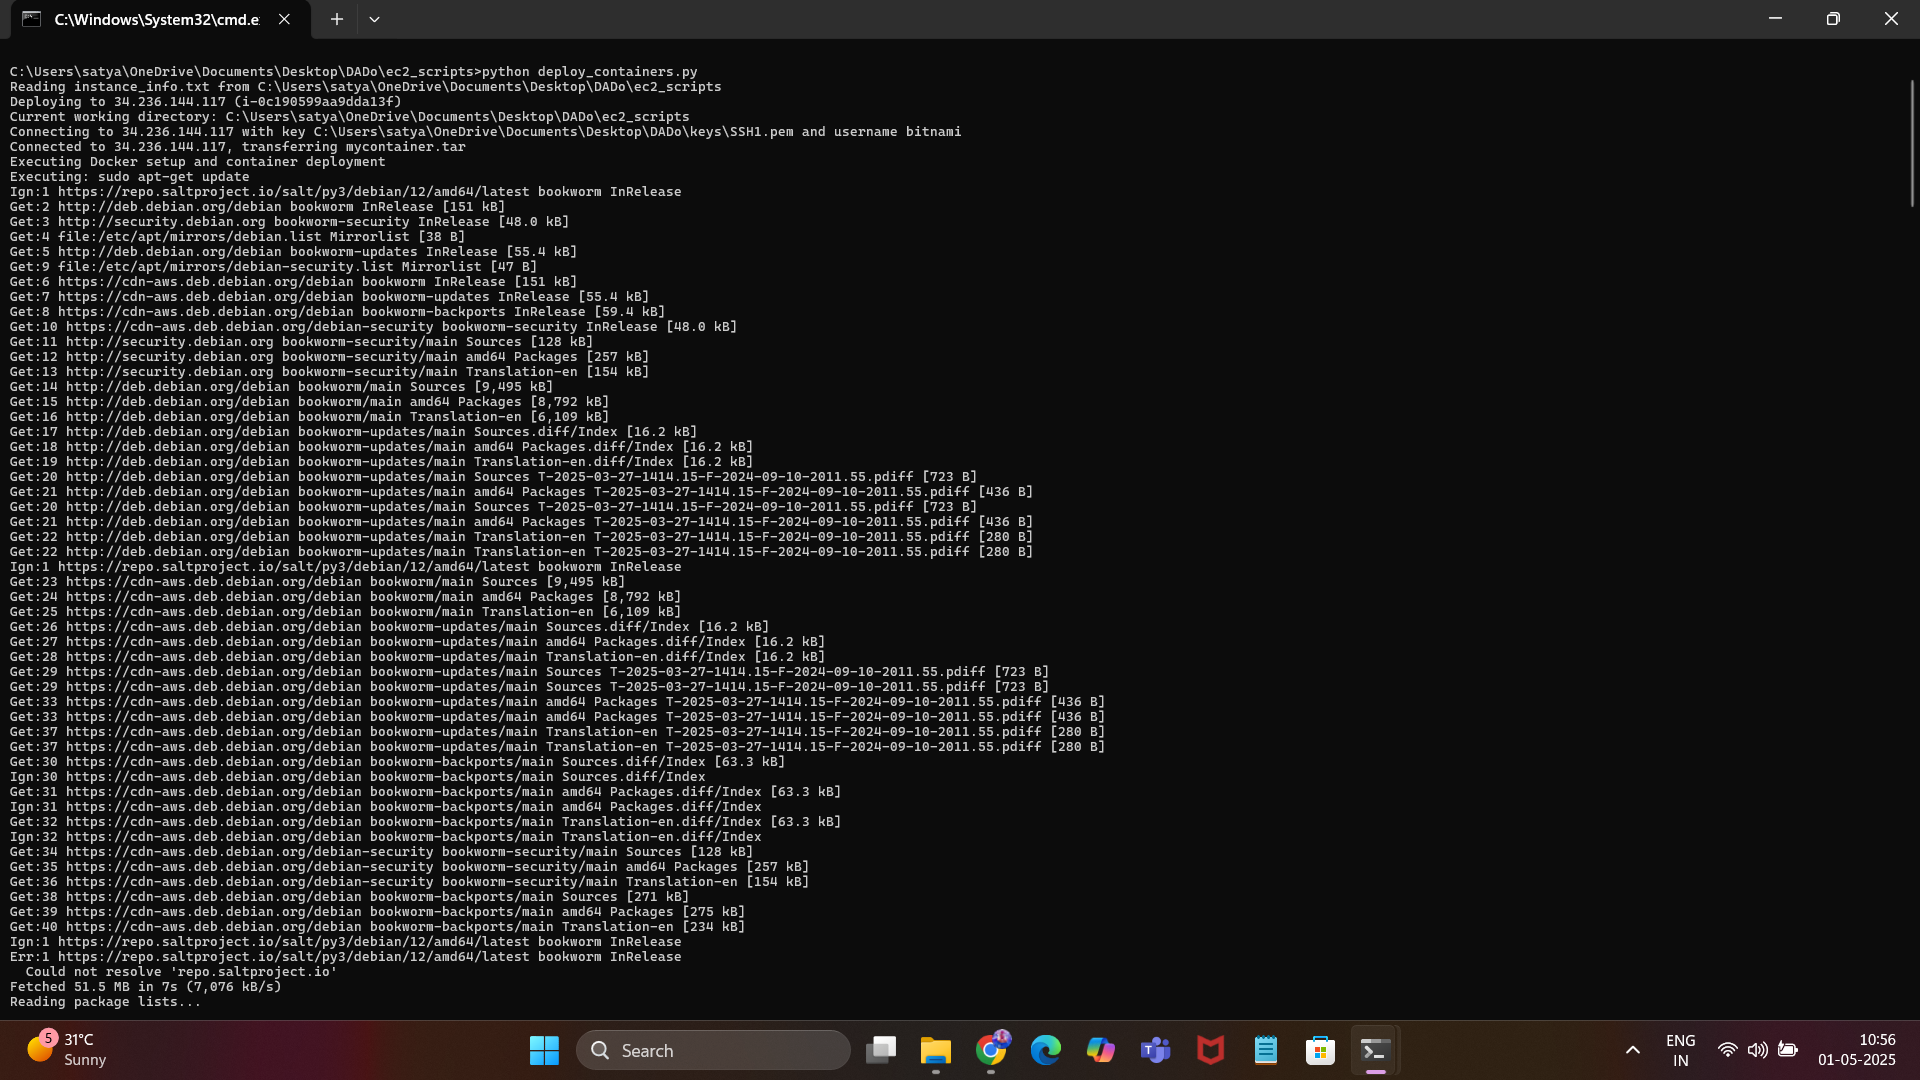 C:\Windows\System32\cmd.e
C:\Users\satya\OneDrive\Documents\Desktop\DADo\ec2_scripts>python deploy_containers.py
Reading instance_info.txt from C:\Users\satya\OneDrive\Documents\Desktop\DADo\ec2_scripts
Deploying to 34.236.144.117 (i-0c190599aa9dda13f)
Current working directory: C:\Users\satya\OneDrive\Documents\Desktop\DADo\ec2_scripts
Connecting to 34.236.144.117 with key C:\Users\satya\OneDrive\Documents\Desktop\DADo\keys\SSH1.pem and username bitnami
Connected to 34.236.144.117, transferring mycontainer.tar
Executing Docker setup and container deployment
Executing: sudo apt-get update
Ign:1 https://repo.saltproject.io/salt/py3/debian/12/amd64/latest bookworm InRelease
Get:2 http://deb.debian.org/debian bookworm InRelease [151 kB]
Get:3 http://security.debian.org bookworm-security InRelease [48.0 kB]
Get:4 file:/etc/apt/mirrors/debian.list Mirrorlist [38 B]
Get:5 http://deb.debian.org/debian bookworm-updates InRelease [55.4 kB]
Get:9 file:/etc/apt/mirrors/debian-security.list Mirrorlist [47 B]
Get:6 https://cdn-aws.deb.debian.org/debian bookworm InRelease [151 kB]
Get:7 https://cdn-aws.deb.debian.org/debian bookworm-updates InRelease [55.4 kB]
Get:8 https://cdn-aws.deb.debian.org/debian bookworm-backports InRelease [59.4 kB]
Get:10 https://cdn-aws.deb.debian.org/debian-security bookworm-security InRelease [48.0 kB]
Get:11 http://security.debian.org bookworm-security/main Sources [128 kB]
Get:12 http://security.debian.org bookworm-security/main amd64 Packages [257 kB]
Get:13 http://security.debian.org bookworm-security/main Translation-en [154 kB]
Get:14 http://deb.debian.org/debian bookworm/main Sources [9,495 kB]
Get:15 http://deb.debian.org/debian bookworm/main amd64 Packages [8,792 kB]
Get:16 http://deb.debian.org/debian bookworm/main Translation-en [6,109 kB]
Get:17 http://deb.debian.org/debian bookworm-updates/main Sources.diff/Index [16.2 kB]
Get:18 http://deb.debian.org/debian bookworm-updates/main amd64 Packages.diff/Index [16.2 kB]
Get:19 http://deb.debian.org/debian bookworm-updates/main Translation-en.diff/Index [16.2 kB]
Get:20 http://deb.debian.org/debian bookworm-updates/main Sources T-2025-03-27-1414.15-F-2024-09-10-2011.55.pdiff [723 B]
Get:21 http://deb.debian.org/debian bookworm-updates/main amd64 Packages T-2025-03-27-1414.15-F-2024-09-10-2011.55.pdiff [436 B]
Get:20 http://deb.debian.org/debian bookworm-updates/main Sources T-2025-03-27-1414.15-F-2024-09-10-2011.55.pdiff [723 B]
Get:21 http://deb.debian.org/debian bookworm-updates/main amd64 Packages T-2025-03-27-1414.15-F-2024-09-10-2011.55.pdiff [436 B]
Get:22 http://deb.debian.org/debian bookworm-updates/main Translation-en T-2025-03-27-1414.15-F-2024-09-10-2011.55.pdiff [280 B]
Get:22 http://deb.debian.org/debian bookworm-updates/main Translation-en T-2025-03-27-1414.15-F-2024-09-10-2011.55.pdiff [280 B]
Ign:1 https://repo.saltproject.io/salt/py3/debian/12/amd64/latest bookworm InRelease
Get:23 https://cdn-aws.deb.debian.org/debian bookworm/main Sources [9,495 kB]
Get:24 https://cdn-aws.deb.debian.org/debian bookworm/main amd64 Packages [8,792 kB]
Get:25 https://cdn-aws.deb.debian.org/debian bookworm/main Translation-en [6,109 kB]
Get:26 https://cdn-aws.deb.debian.org/debian bookworm-updates/main Sources.diff/Index [16.2 kB]
Get:27 https://cdn-aws.deb.debian.org/debian bookworm-updates/main amd64 Packages.diff/Index [16.2 kB]
Get:28 https://cdn-aws.deb.debian.org/debian bookworm-updates/main Translation-en.diff/Index [16.2 kB]
Get:29 https://cdn-aws.deb.debian.org/debian bookworm-updates/main Sources T-2025-03-27-1414.15-F-2024-09-10-2011.55.pdiff [723 B]
Get:29 https://cdn-aws.deb.debian.org/debian bookworm-updates/main Sources T-2025-03-27-1414.15-F-2024-09-10-2011.55.pdiff [723 B]
Get:33 https://cdn-aws.deb.debian.org/debian bookworm-updates/main amd64 Packages T-2025-03-27-1414.15-F-2024-09-10-2011.55.pdiff [436 B]
Get:33 https://cdn-aws.deb.debian.org/debian bookworm-updates/main amd64 Packages T-2025-03-27-1414.15-F-2024-09-10-2011.55.pdiff [436 B]
Get:37 https://cdn-aws.deb.debian.org/debian bookworm-updates/main Translation-en T-2025-03-27-1414.15-F-2024-09-10-2011.55.pdiff [280 B]
Get:37 https://cdn-aws.deb.debian.org/debian bookworm-updates/main Translation-en T-2025-03-27-1414.15-F-2024-09-10-2011.55.pdiff [280 B]
Get:30 https://cdn-aws.deb.debian.org/debian bookworm-backports/main Sources.diff/Index [63.3 kB]
Ign:30 https://cdn-aws.deb.debian.org/debian bookworm-backports/main Sources.diff/Index
Get:31 https://cdn-aws.deb.debian.org/debian bookworm-backports/main amd64 Packages.diff/Index [63.3 kB]
Ign:31 https://cdn-aws.deb.debian.org/debian bookworm-backports/main amd64 Packages.diff/Index
Get:32 https://cdn-aws.deb.debian.org/debian bookworm-backports/main Translation-en.diff/Index [63.3 kB]
Ign:32 https://cdn-aws.deb.debian.org/debian bookworm-backports/main Translation-en.diff/Index
Get:34 https://cdn-aws.deb.debian.org/debian-security bookworm-security/main Sources [128 kB]
Get:35 https://cdn-aws.deb.debian.org/debian-security bookworm-security/main amd64 Packages [257 kB]
Get:36 https://cdn-aws.deb.debian.org/debian-security bookworm-security/main Translation-en [154 kB]
Get:38 https://cdn-aws.deb.debian.org/debian bookworm-backports/main Sources [271 kB]
Get:39 https://cdn-aws.deb.debian.org/debian bookworm-backports/main amd64 Packages [275 kB]
Get:40 https://cdn-aws.deb.debian.org/debian bookworm-backports/main Translation-en [234 kB]
Ign:1 https://repo.saltproject.io/salt/py3/debian/12/amd64/latest bookworm InRelease
Err:1 https://repo.saltproject.io/salt/py3/debian/12/amd64/latest bookworm InRelease
  Could not resolve 'repo.saltproject.io'
Fetched 51.5 MB in 7s (7,076 kB/s)
Reading package lists...
5
31°C
Sunny
Search
ENG
IN
10:56
01-05-2025